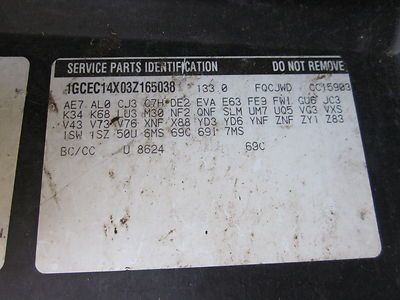 SERVICE PARTS IDENTIFICATION DO NOT REMOVE
1GCEC14X03Z165038 133.0 FQCJWD CC15903
AE7 AL0 CJ3 C7H DE2 EVA E63 FE9 FW1 GU6 JC3
K34 K68 LU3 M30 NF2 QNF SLM UM7 UQ5 VG3 VXS
V43 V73 V76 XNF X88 YD3 YD6 YNF ZNF ZY1 Z83
1SW 1SZ 50U 6MS 69C 69I 7MS
BC/CC U 8624 69C